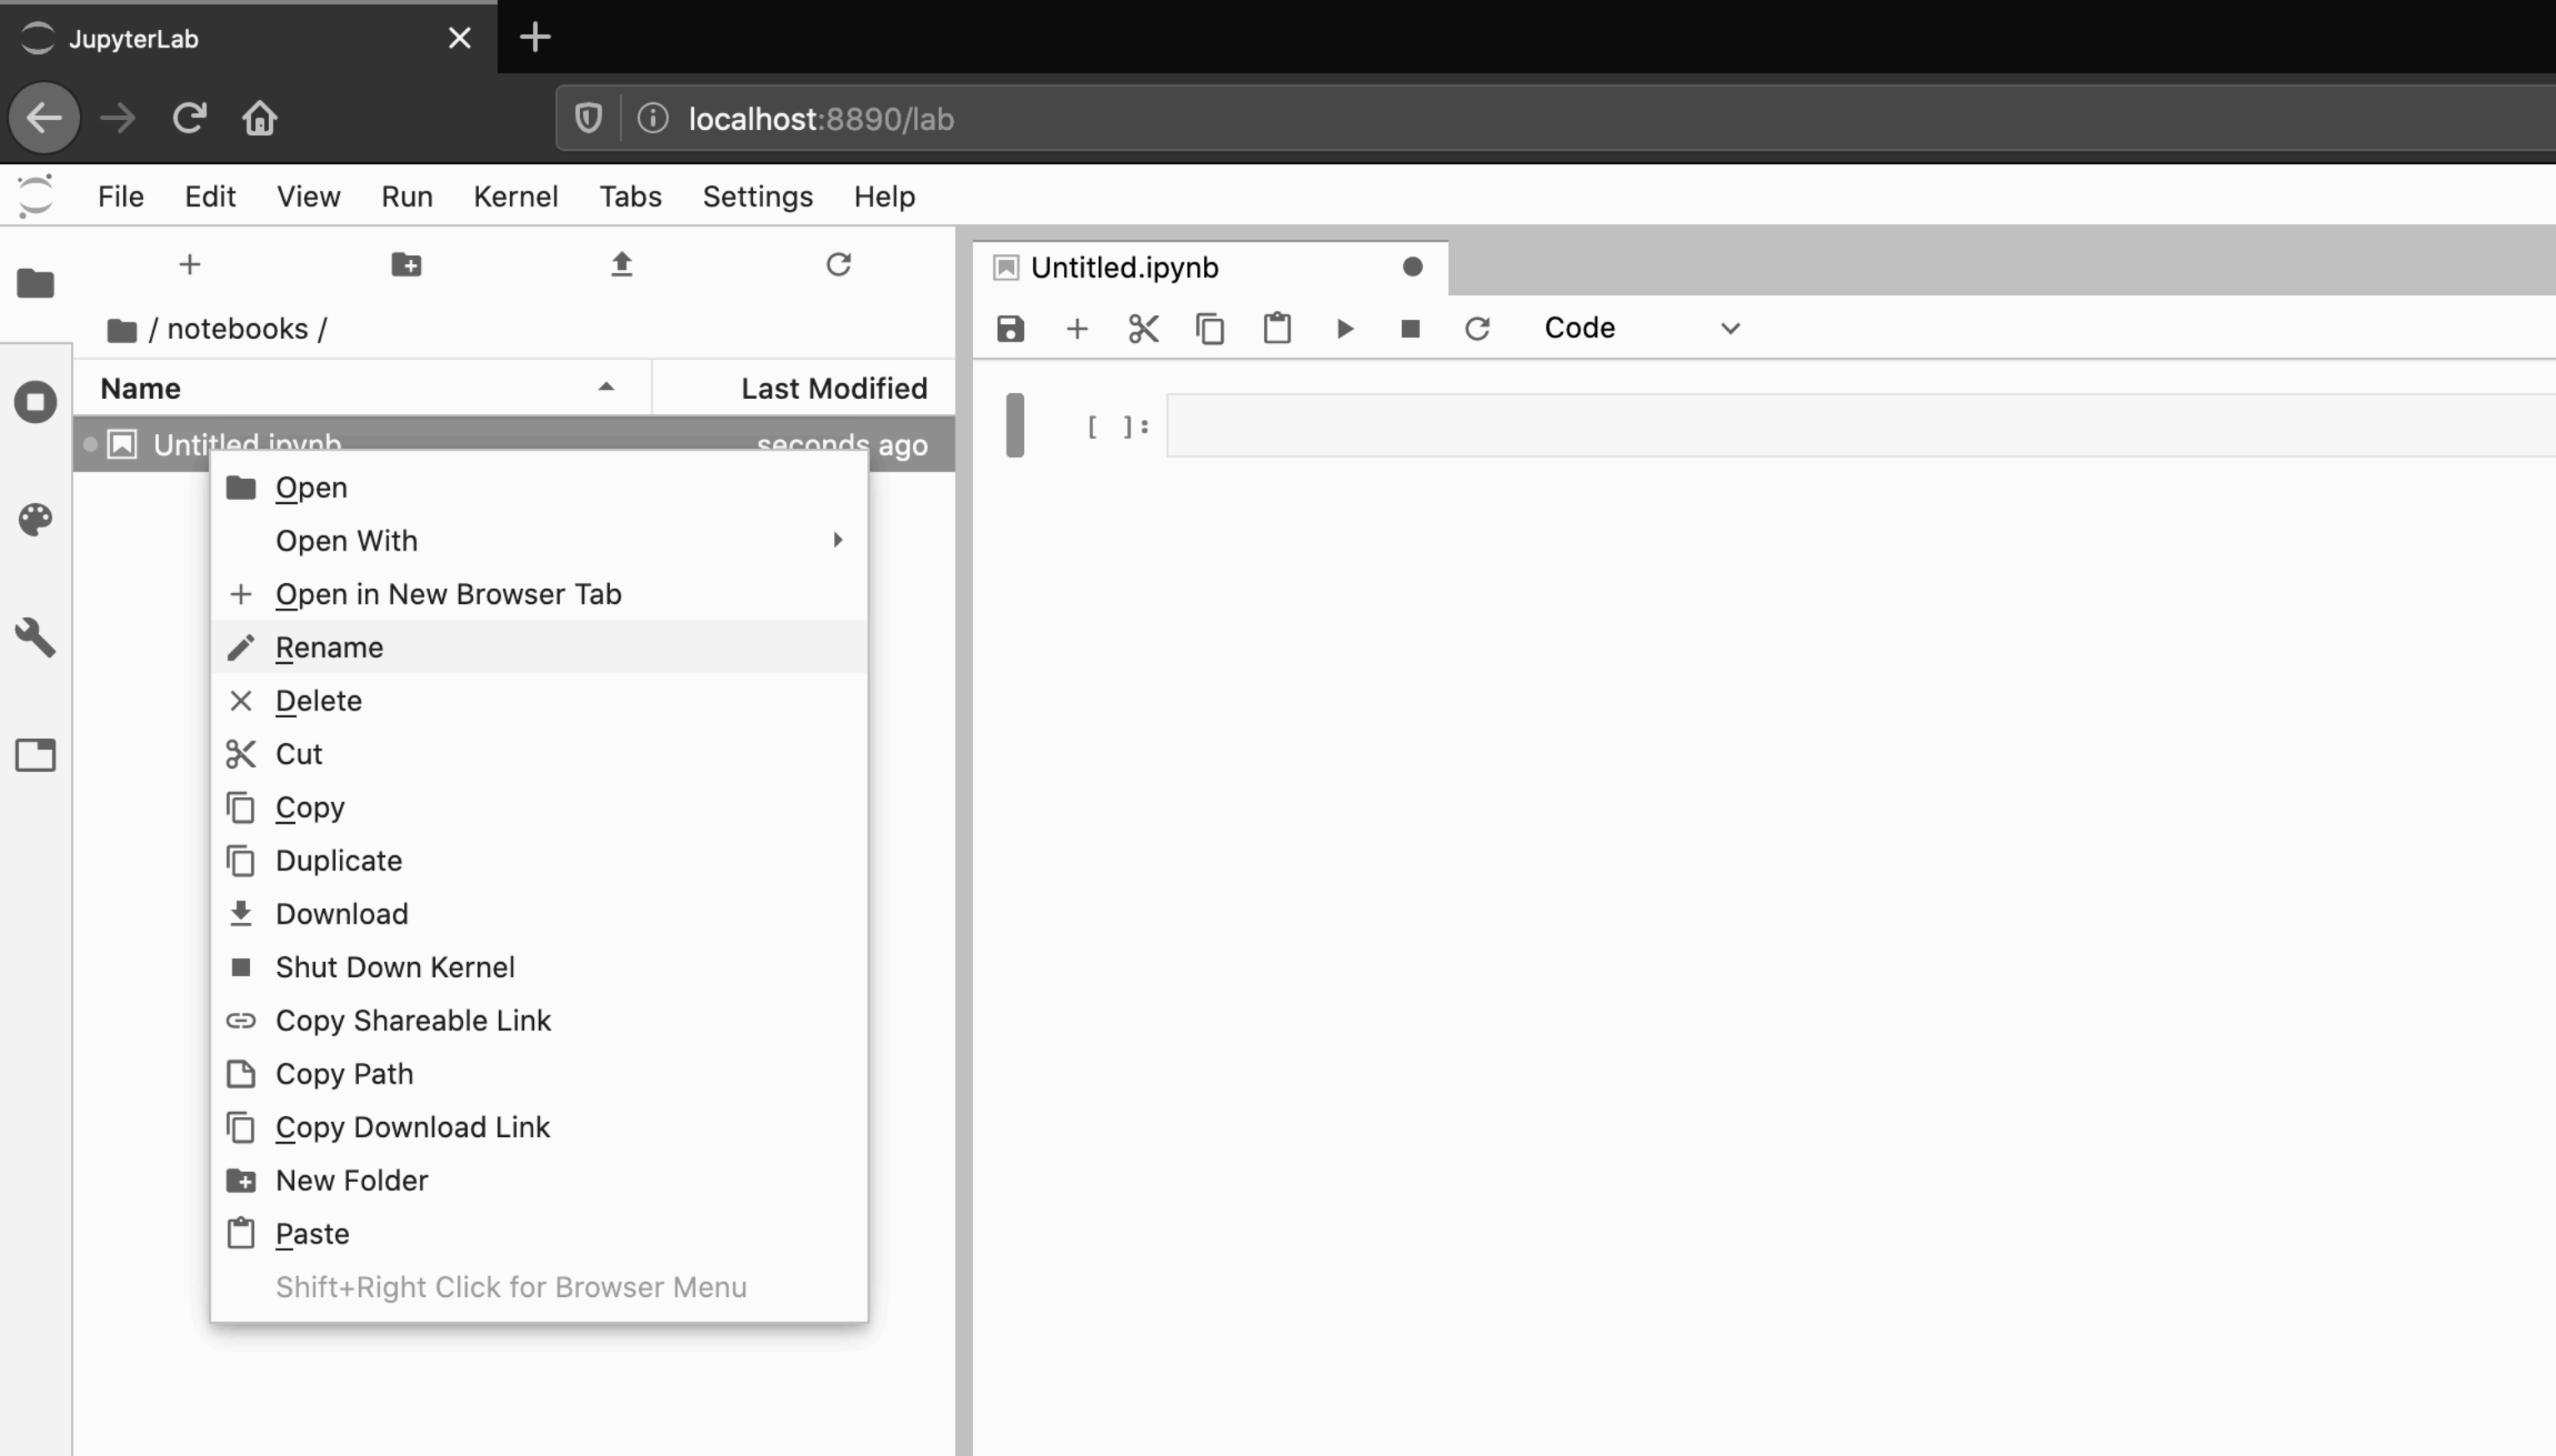 JupyterLab
localhost:8890/lab
File Edit View Run Kernel Tabs Settings Help
/ notebooks /
Name Last Modified
Untitled.ipynb seconds ago
Open
Open With
Open in New Browser Tab
Rename
Delete
Cut
Copy
Duplicate
Download
Shut Down Kernel
Copy Shareable Link
Copy Path
Copy Download Link
New Folder
Paste
Shift+Right Click for Browser Menu
Untitled.ipynb
Code
[ ]: